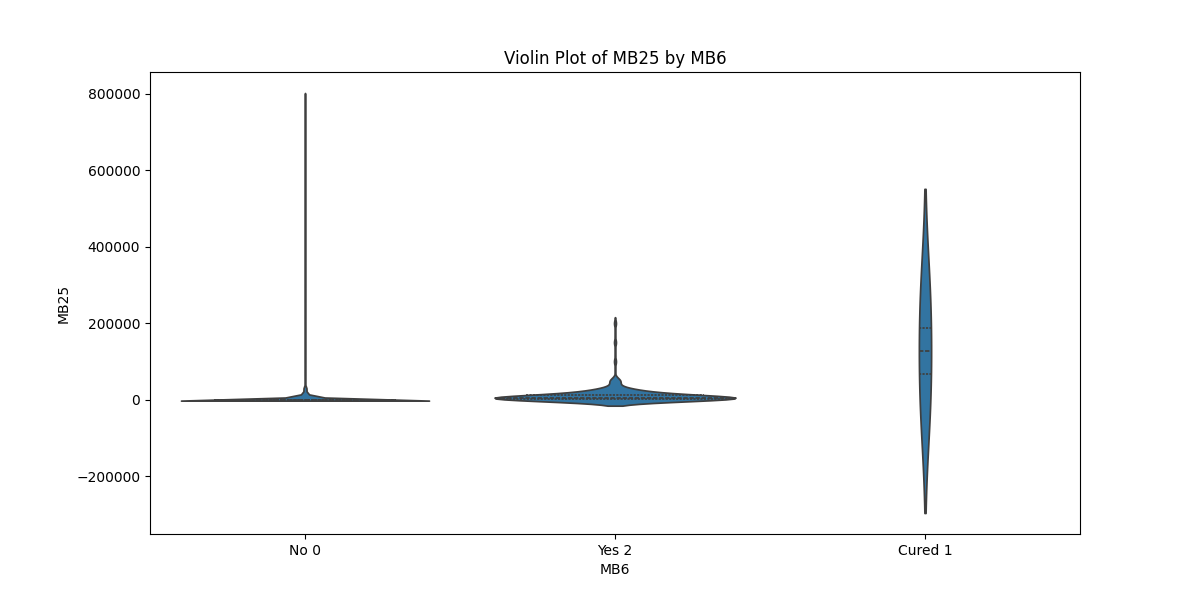 Violin Plot of MB25 by MB6
800000
600000
400000
200000
0
−200000
MB25
No 0
Yes 2
Cured 1
MB6